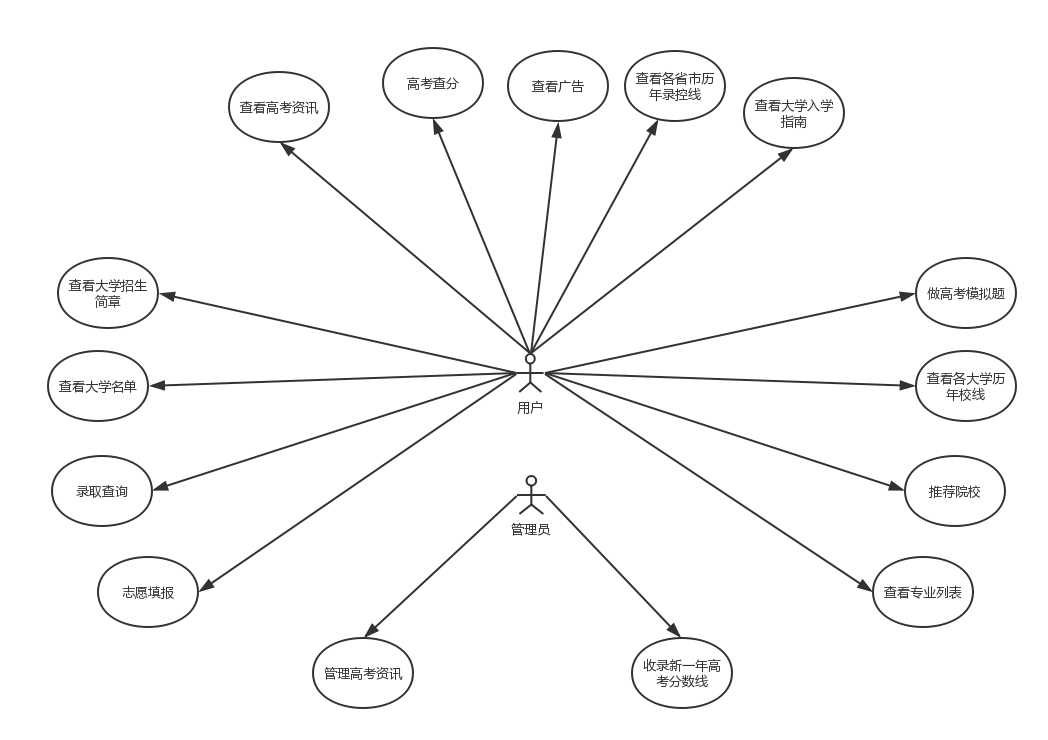 高考查分
查看广告
查看各省市历
年录控线
查看高考资讯
查看大学入学
指南
查看大学招生
简章
做高考模拟题
查看大学名单
查看各大学历
年校线
用户
录取查询
推荐院校
管理员
志愿填报
查看专业列表
管理高考资讯
收录新一年高
考分数线